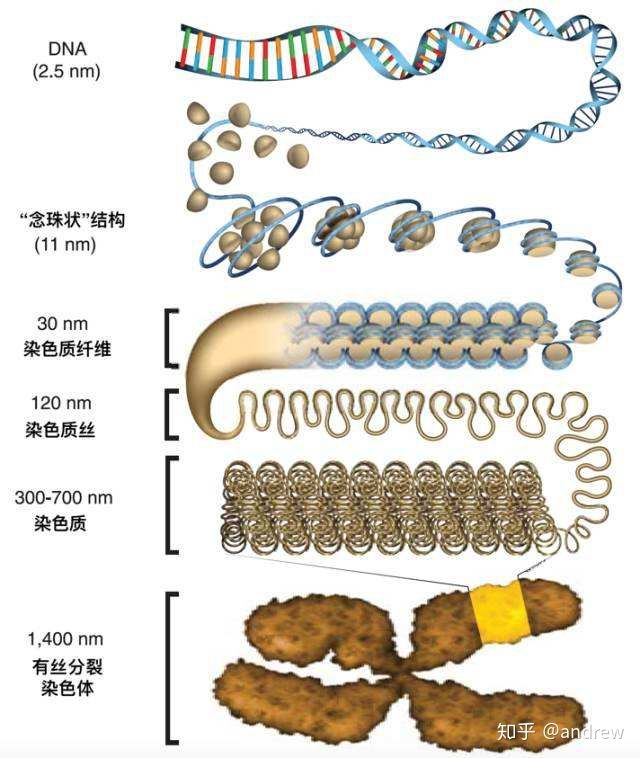 DNA
(2.5 nm)
“念珠状”结构
(11 nm)
30 nm
染色质纤维
120 nm
染色质丝
300-700 nm
染色质
1,400 nm
有丝分裂
染色体
知乎 @andrew